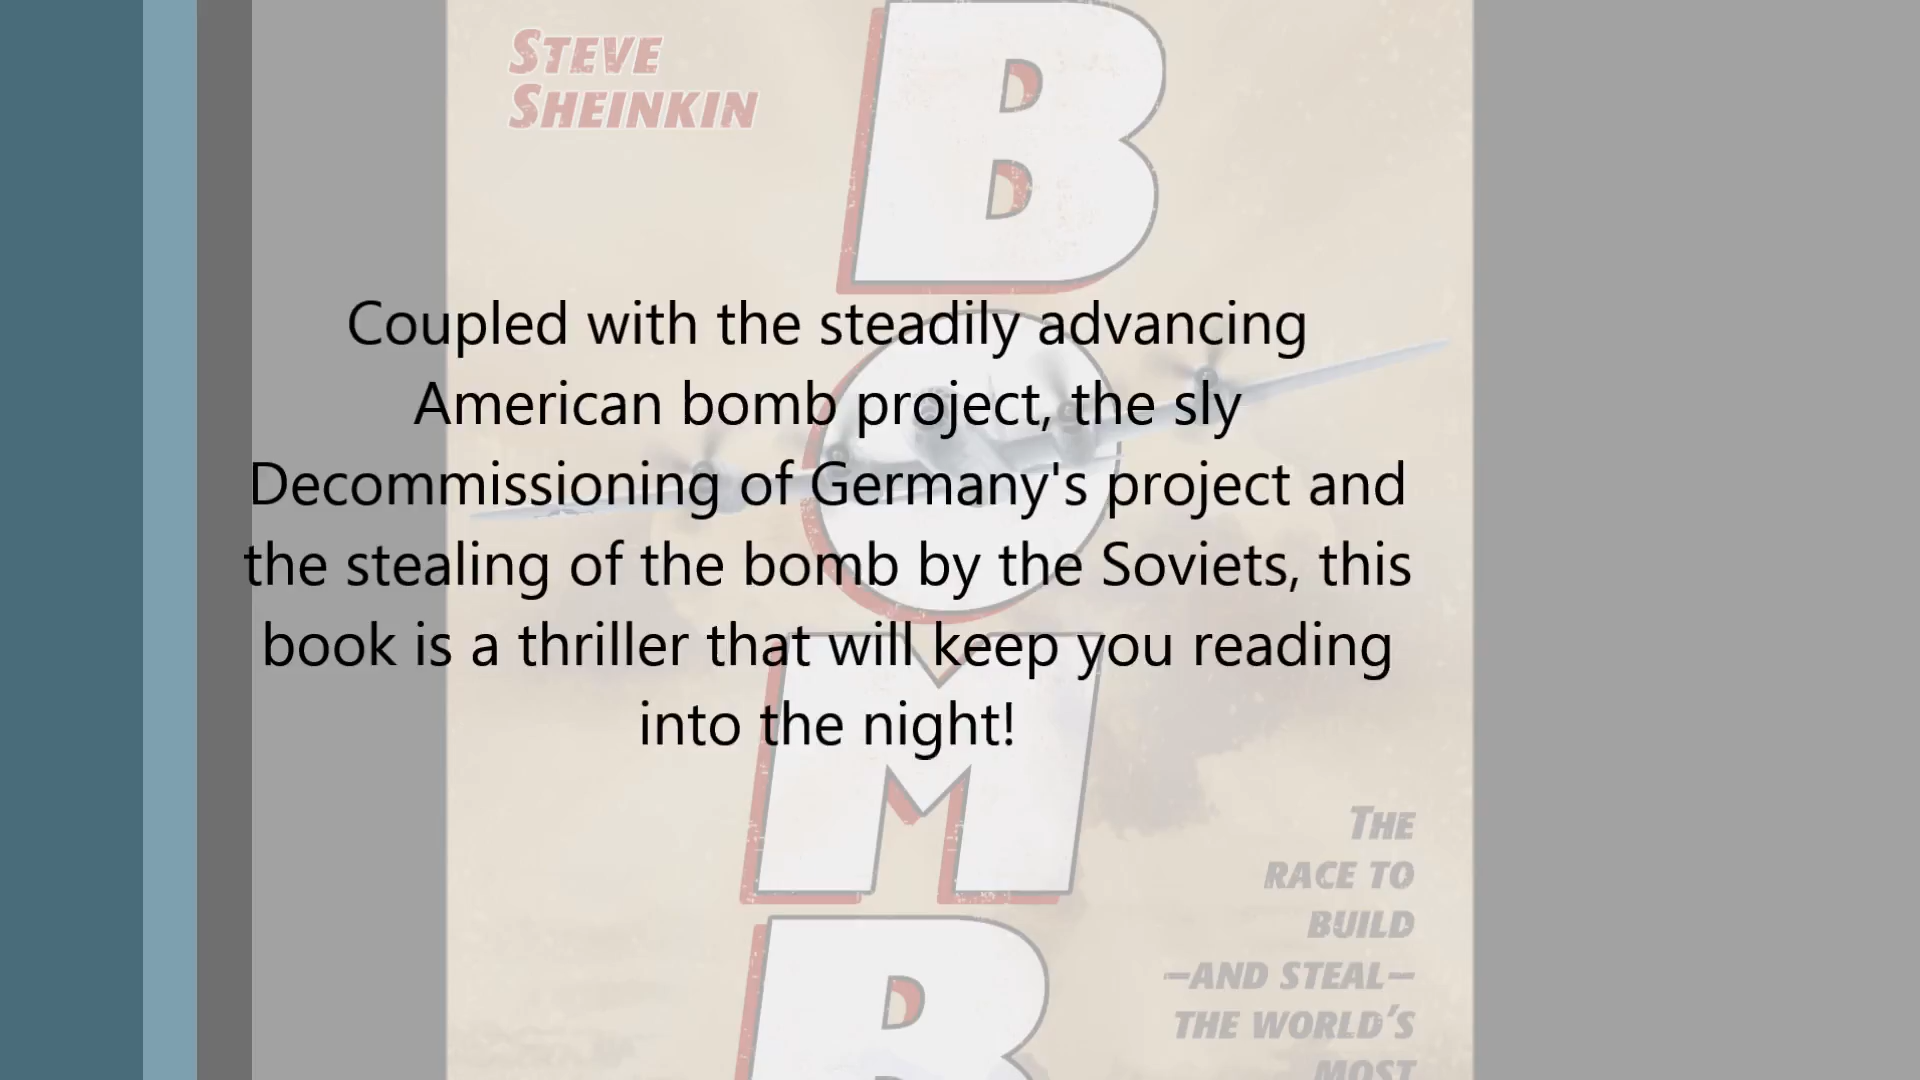 STEVE
SHEINKIN
BOMB
Coupled with the steadily advancing
American bomb project, the sly
Decommissioning of Germany's project and
the stealing of the bomb by the Soviets, this
book is a thriller that will keep you reading
into the night!
THE
RACE TO
BUILD
—AND STEAL—
THE WORLD'S
MOST